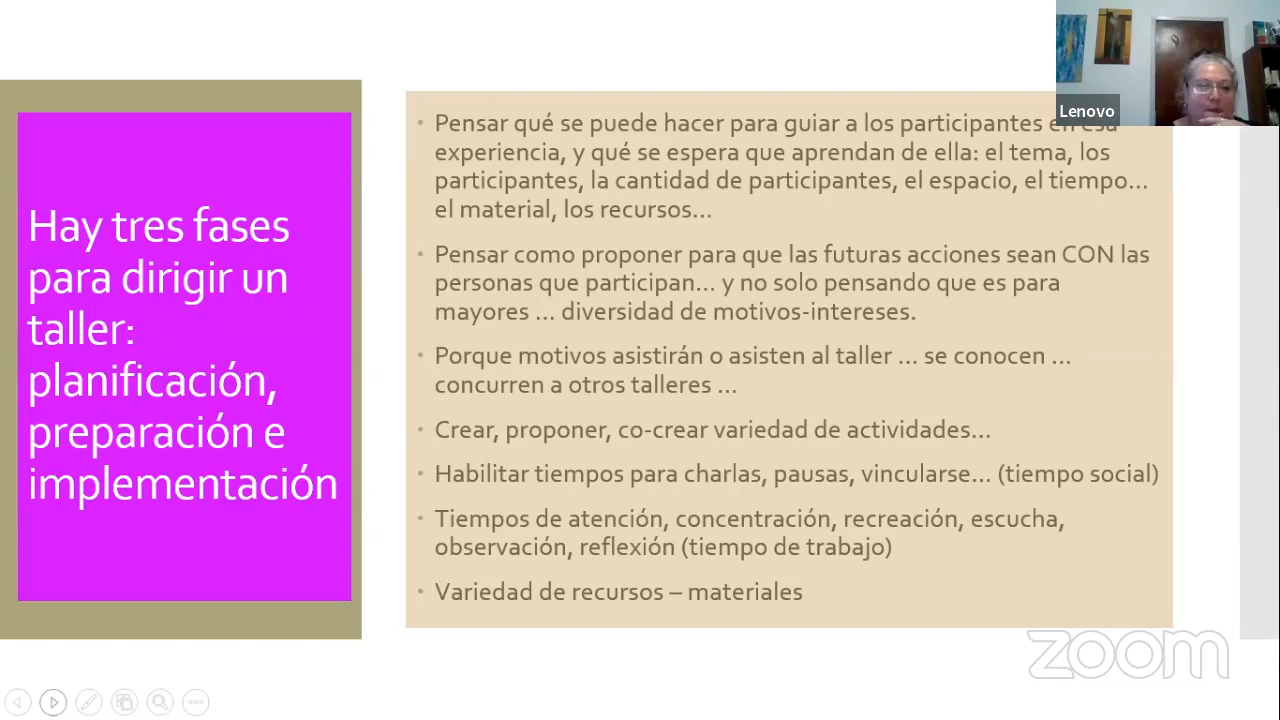 Hay tres fases
para dirigir un
taller:
planificación,
preparación e
implementación
Pensar qué se puede hacer para guiar a los participantes en esa
experiencia, y qué se espera que aprendan de ella: el tema, los
participantes, la cantidad de participantes, el espacio, el tiempo…
el material, los recursos…
Pensar como proponer para que las futuras acciones sean CON las
personas que participan… y no solo pensando que es para
mayores … diversidad de motivos-intereses.
Porque motivos asistirán o asisten al taller … se conocen …
concurren a otros talleres …
Crear, proponer, co-crear variedad de actividades…
Habilitar tiempos para charlas, pausas, vincularse… (tiempo social)
Tiempos de atención, concentración, recreación, escucha,
observación, reflexión (tiempo de trabajo)
Variedad de recursos – materiales
Lenovo
zoom